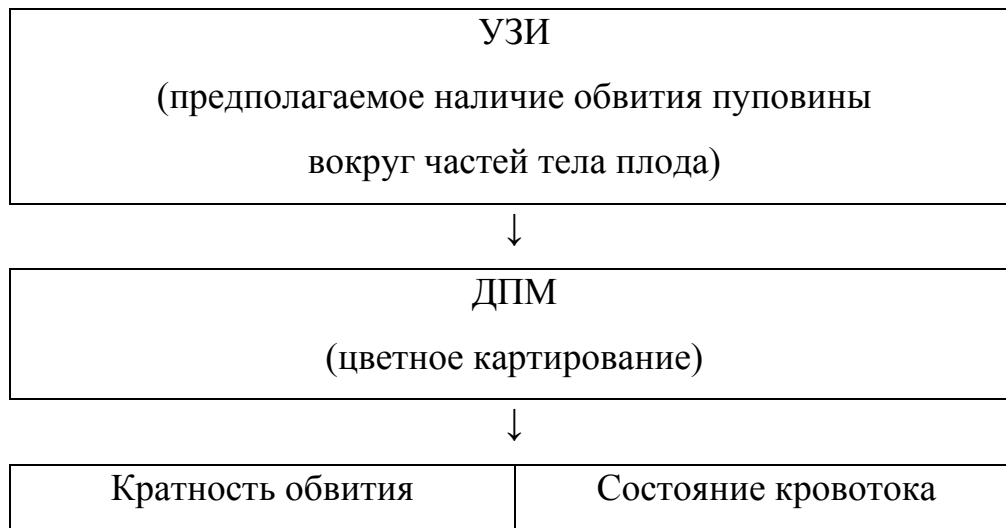 УЗИ
(предполагаемое наличие обвития пуповины
вокруг частей тела плода)
↓
ДПМ
(цветное картирование)
↓
Кратность обвития Состояние кровотока